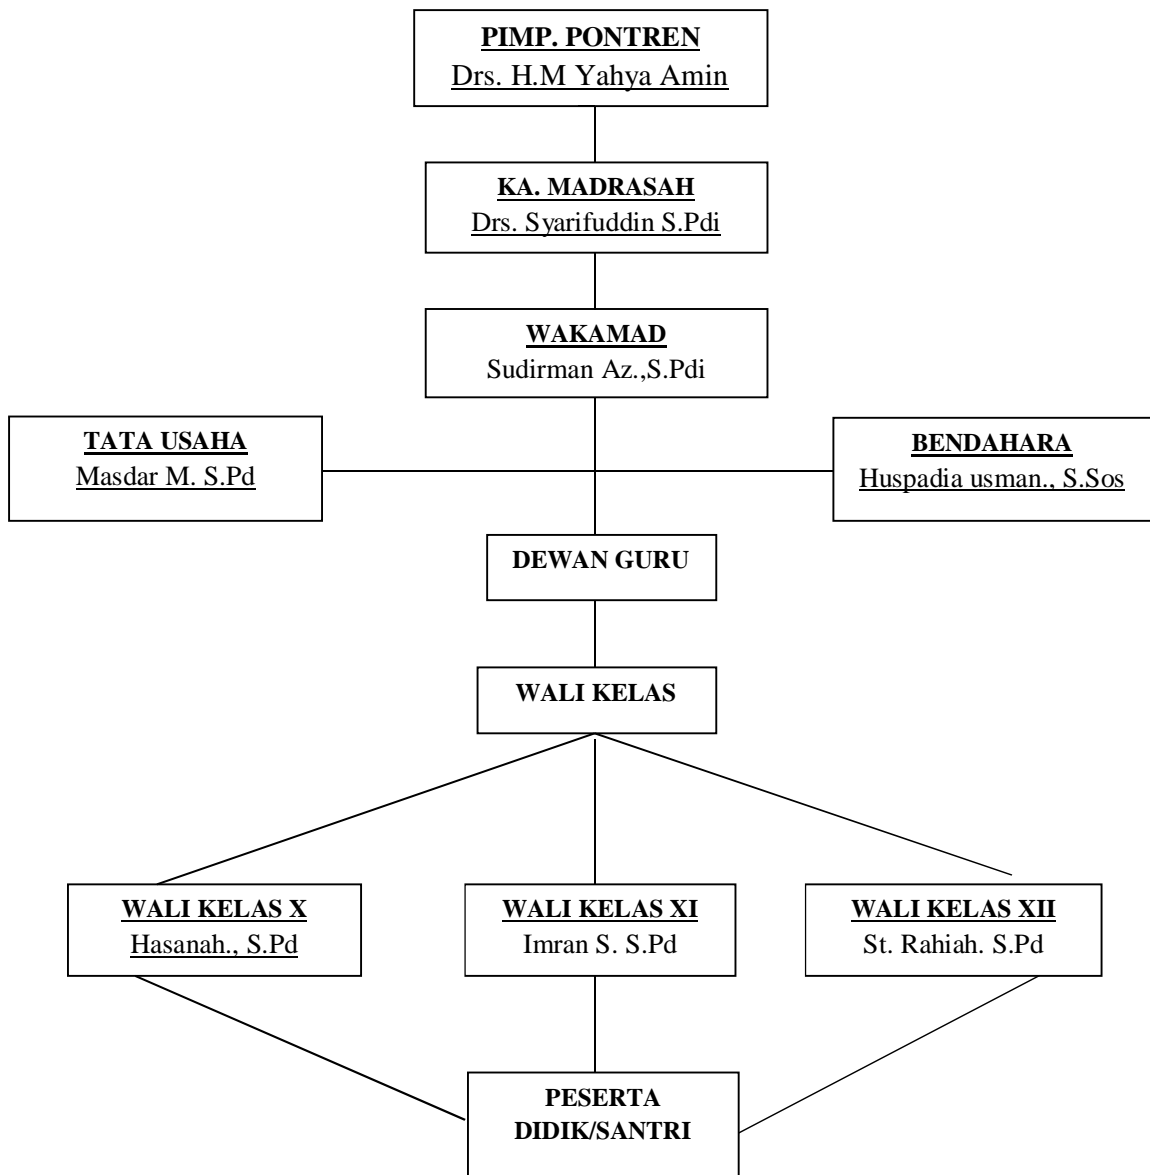 PIMP. PONTREN
Drs. H.M Yahya Amin
KA. MADRASAH
Drs. Syarifuddin S.Pdi
WAKAMAD
Sudirman Az.,S.Pdi
TATA USAHA
Masdar M. S.Pd
BENDAHARA
Huspadia usman., S.Sos
DEWAN GURU
WALI KELAS
WALI KELAS X
Hasanah., S.Pd
WALI KELAS XI
Imran S. S.Pd
WALI KELAS XII
St. Rahiah. S.Pd
PESERTA
DIDIK/SANTRI